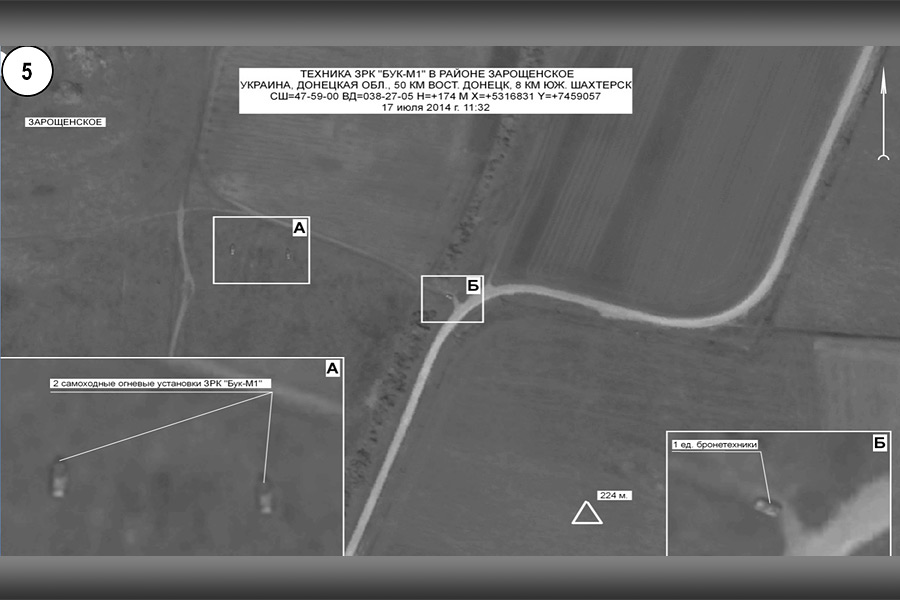 5
ТЕХНИКА ЗРК "БУК-М1" В РАЙОНЕ ЗАРОЩЕНСКОЕ
УКРАИНА, ДОНЕЦКАЯ ОБЛ., 50 КМ ВОСТ. ДОНЕЦК, 8 КМ ЮЖ. ШАХТЕРСК
СШ=47-59-00 ВД=038-27-05 Н=+174 М X=+5316831 Y=+7459057
17 июля 2014 г. 11:32
ЗАРОЩЕНСКОЕ
А
Б
А
2 самоходные огневые установки ЗРК "Бук-М1"
Б
1 ед. бронетехники
224 м.